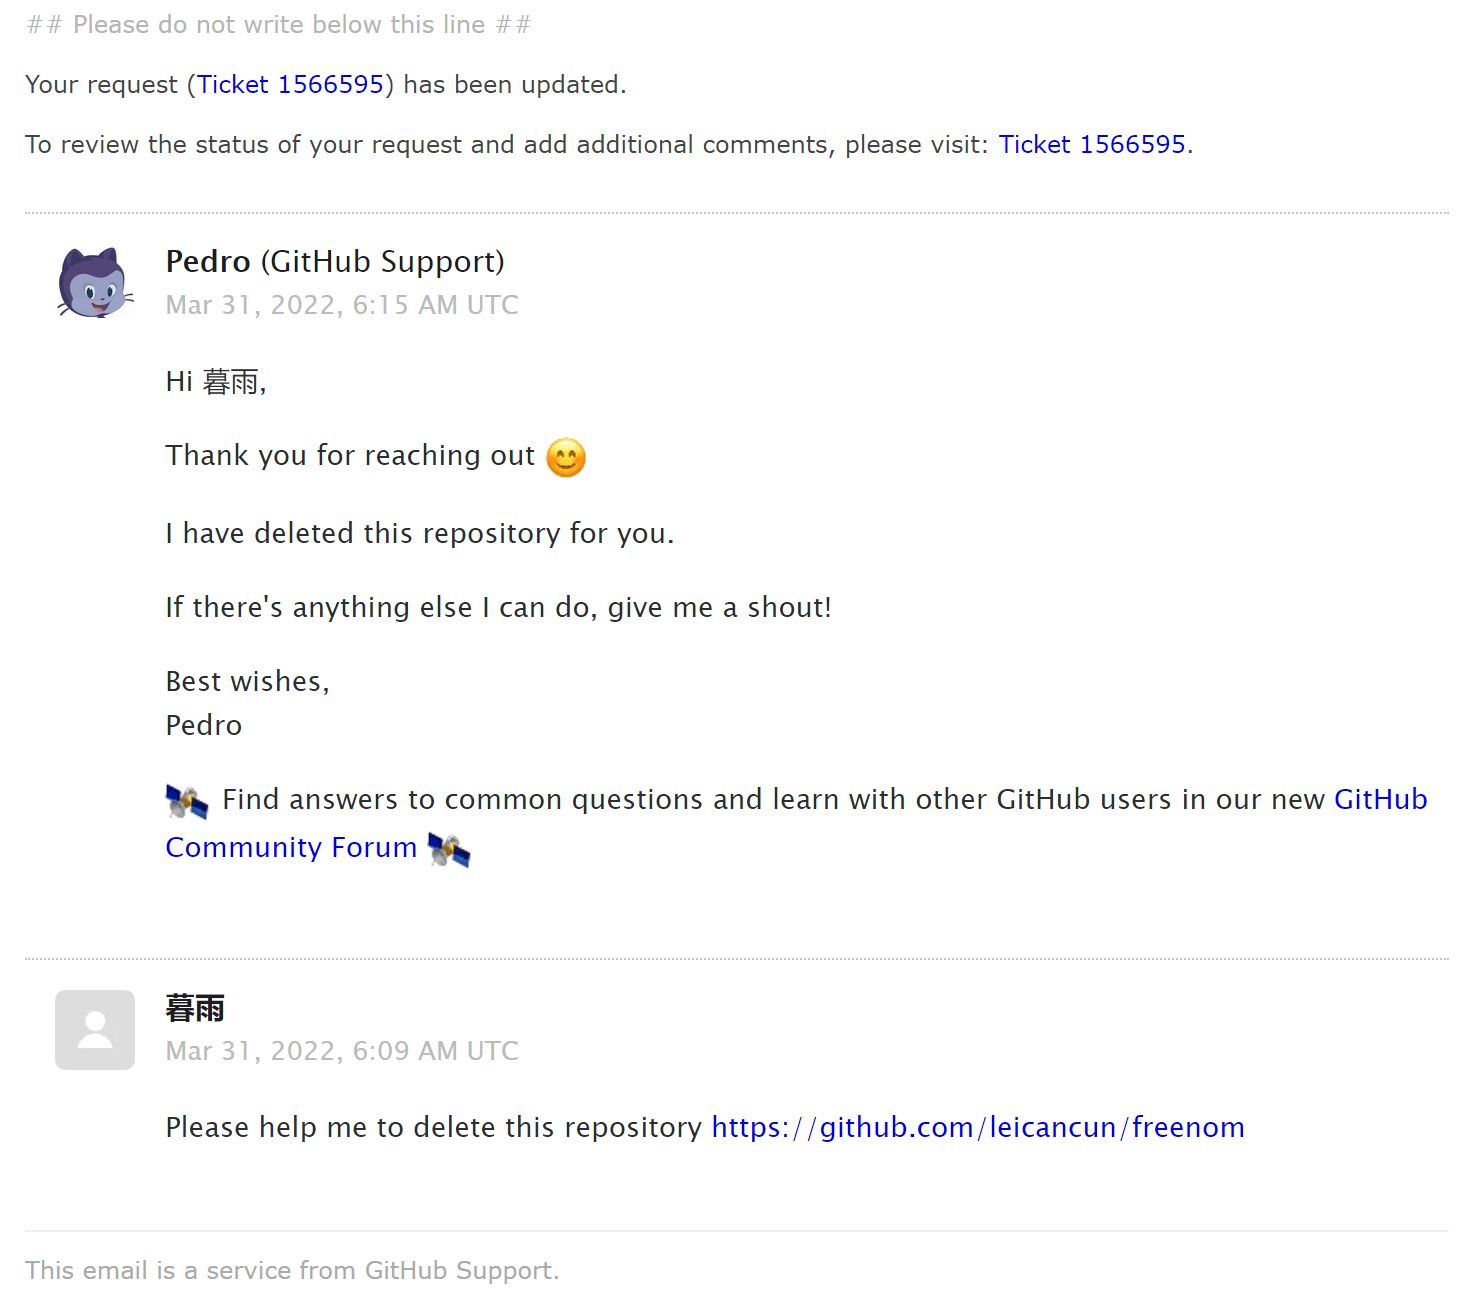 ## Please do not write below this line ##
Your request (Ticket 1566595) has been updated.
To review the status of your request and add additional comments, please visit: Ticket 1566595.
Pedro (GitHub Support)
Mar 31, 2022, 6:15 AM UTC
Hi 暮雨,
Thank you for reaching out 😊
I have deleted this repository for you.
If there's anything else I can do, give me a shout!
Best wishes,
Pedro
🛰 Find answers to common questions and learn with other GitHub users in our new GitHub
Community Forum 🛰
暮雨
Mar 31, 2022, 6:09 AM UTC
Please help me to delete this repository https://github.com/leicancun/freenom
This email is a service from GitHub Support.